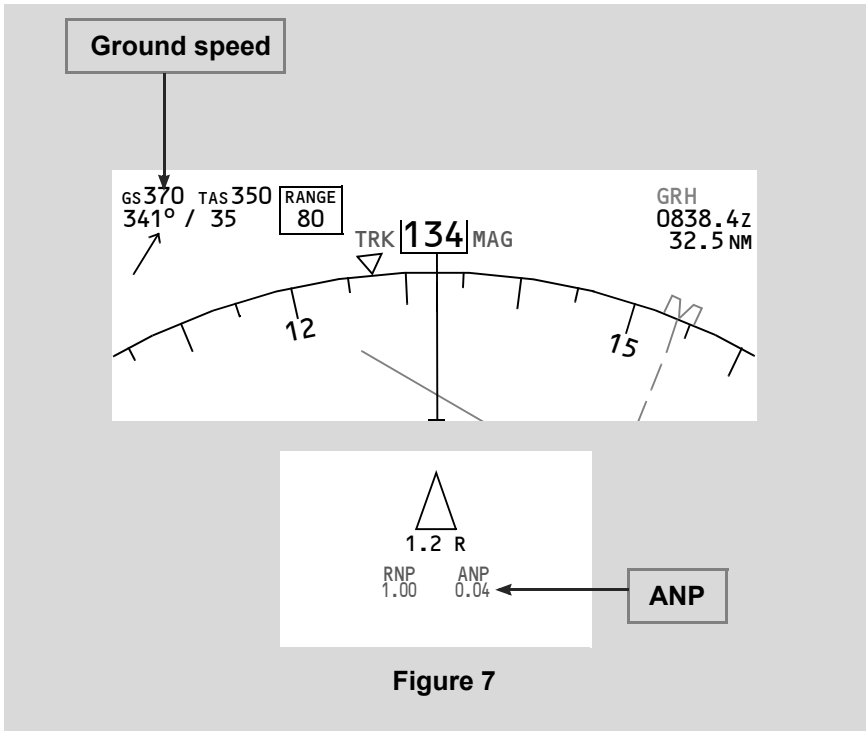 Ground speed
GS370 TAS350
341° / 35
RANGE
80
TRK 134 MAG
GRH
0838.4z
32.5 NM
12
15
1.2 R
RNP ANP
1.00 0.04
ANP
Figure 7